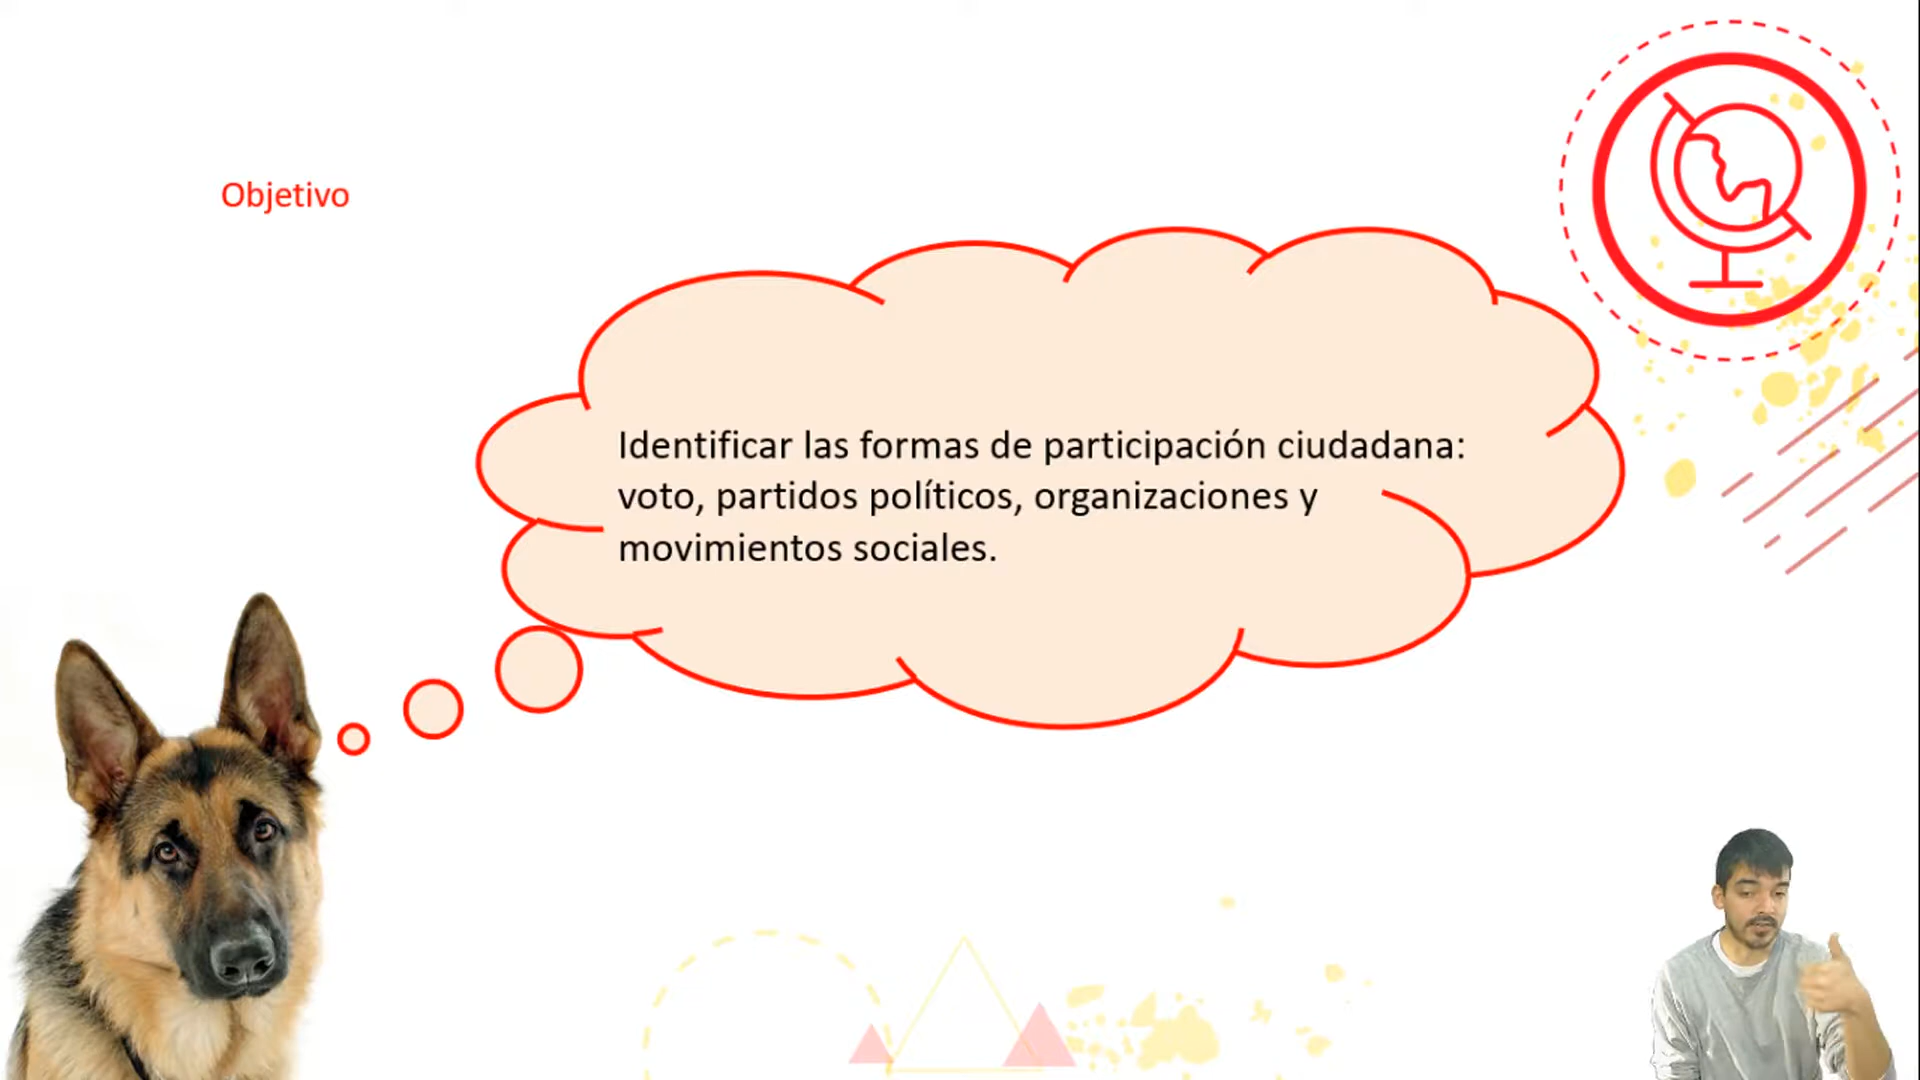 Objetivo
Identificar las formas de participación ciudadana:
voto, partidos políticos, organizaciones y
movimientos sociales.